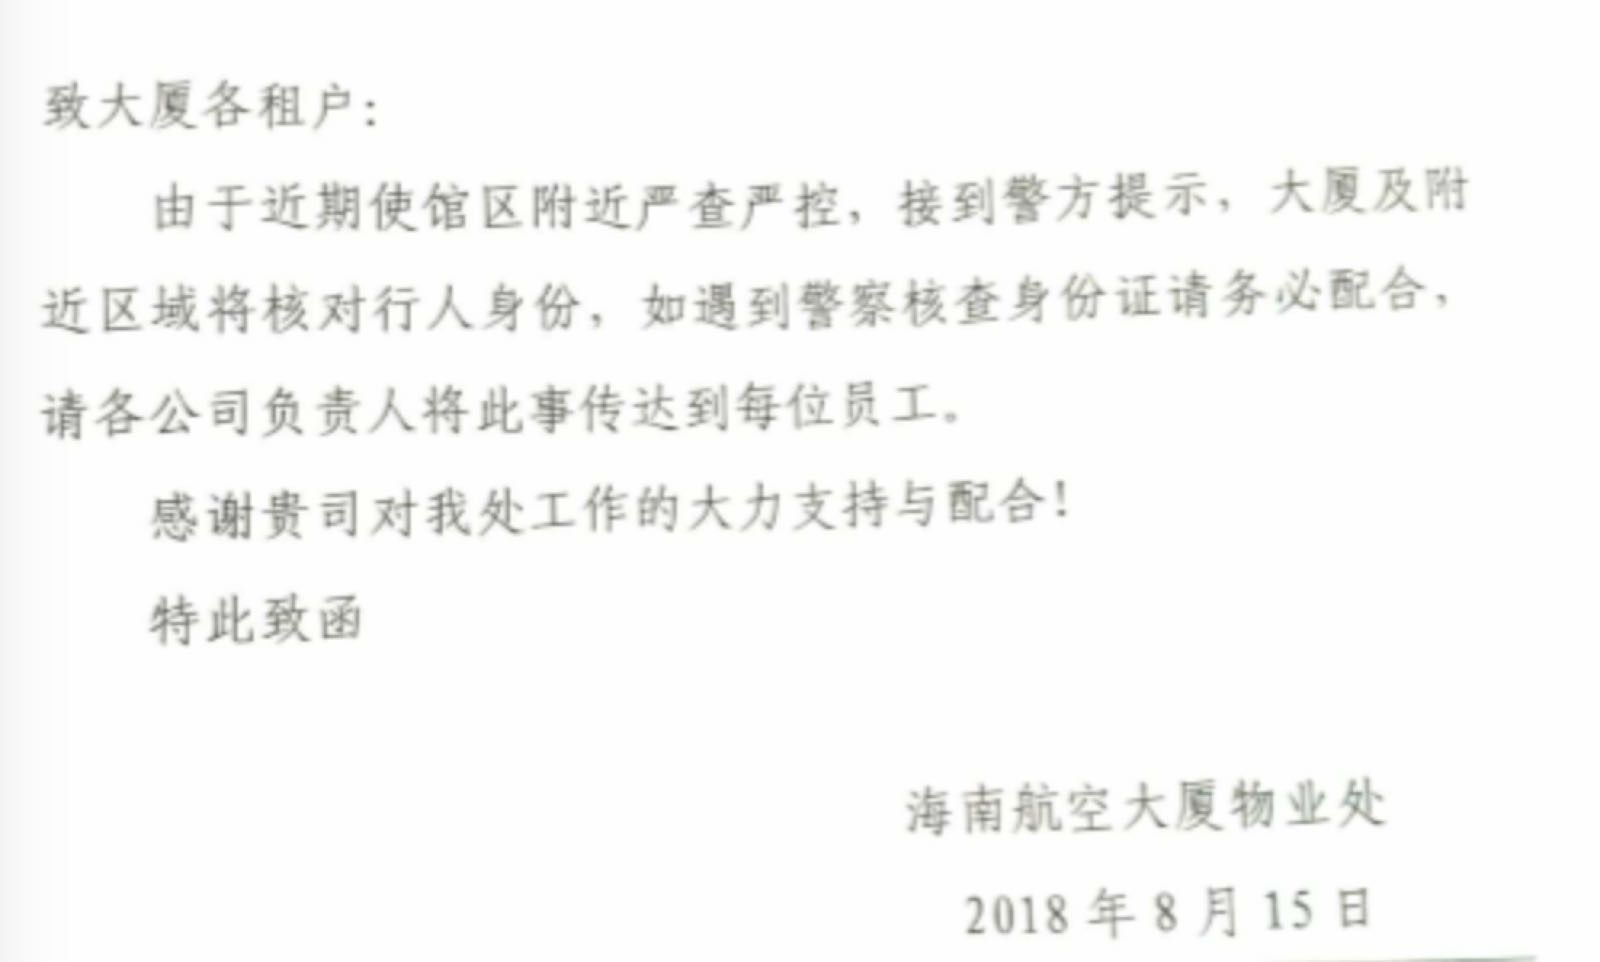 致大厦各租户：
由于近期使馆区附近严查严控，接到警方提示，大厦及附
近区域将核对行人身份，如遇到警察核查身份证请务必配合，
请各公司负责人将此事传达到每位员工。
感谢贵司对我处工作的大力支持与配合！
特此致函
海南航空大厦物业处
2018 年 8 月 15 日